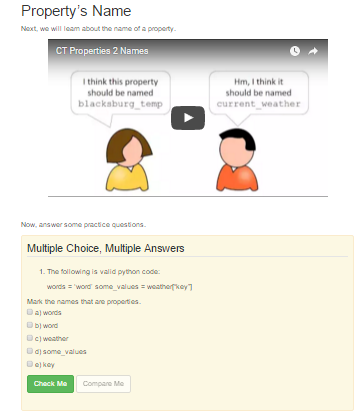 Property's Name
Next, we will learn about the name of a property.
CT Properties 2 Names
I think this property
should be named
blacksburg_temp
Hm, I think it
should be named
current_weather
Now, answer some practice questions.
Multiple Choice, Multiple Answers
1. The following is valid python code:
words = 'word' some_values = weather["key"]
Mark the names that are properties.
a) words
b) word
c) weather
d) some_values
e) key
Check Me
Compare Me